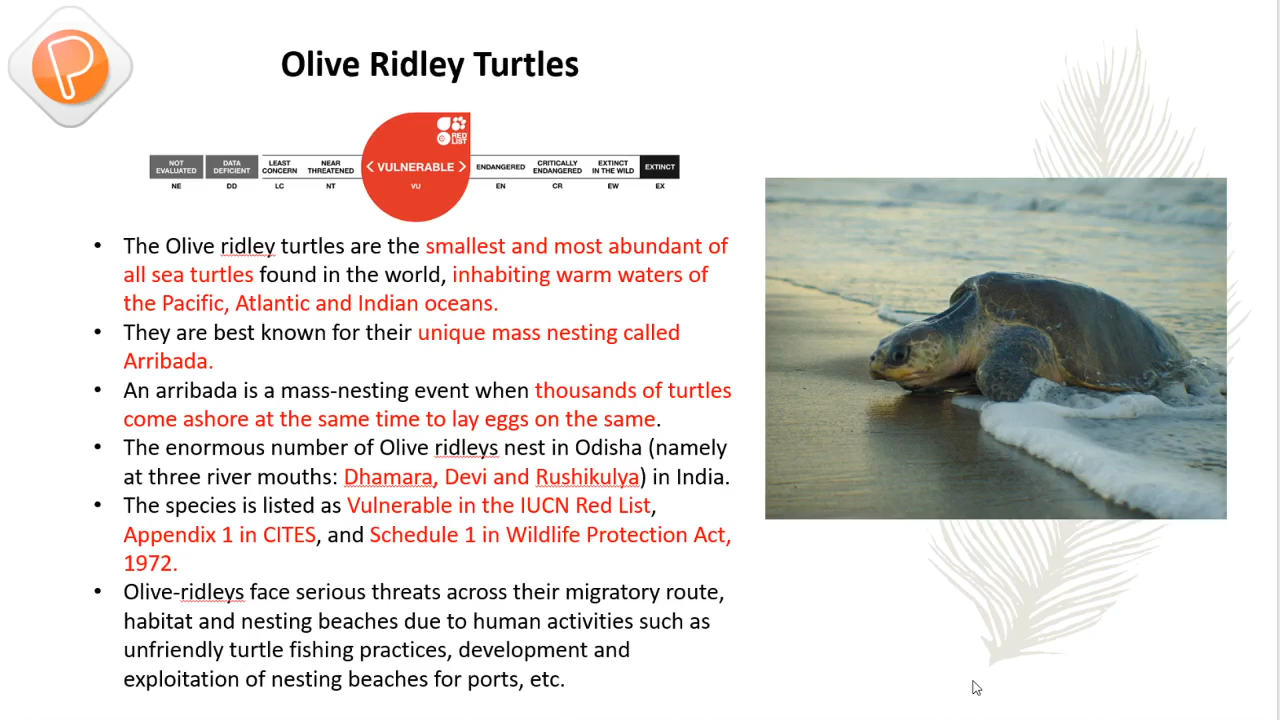 Olive Ridley Turtles
RED
LIST
NOT
EVALUATED
DATA
DEFICIENT
LEAST
CONCERN
NEAR
THREATENED
< VULNERABLE >
ENDANGERED
CRITICALLY
ENDANGERED
EXTINCT
IN THE WILD
EXTINCT
NE
DD
LC
NT
VU
EN
CR
EW
EX
• The Olive ridley turtles are the smallest and most abundant of
all sea turtles found in the world, inhabiting warm waters of
the Pacific, Atlantic and Indian oceans.
• They are best known for their unique mass nesting called
Arribada.
• An arribada is a mass-nesting event when thousands of turtles
come ashore at the same time to lay eggs on the same.
• The enormous number of Olive ridleys nest in Odisha (namely
at three river mouths: Dhamara, Devi and Rushikulya) in India.
• The species is listed as Vulnerable in the IUCN Red List,
Appendix 1 in CITES, and Schedule 1 in Wildlife Protection Act,
1972.
• Olive-ridleys face serious threats across their migratory route,
habitat and nesting beaches due to human activities such as
unfriendly turtle fishing practices, development and
exploitation of nesting beaches for ports, etc.